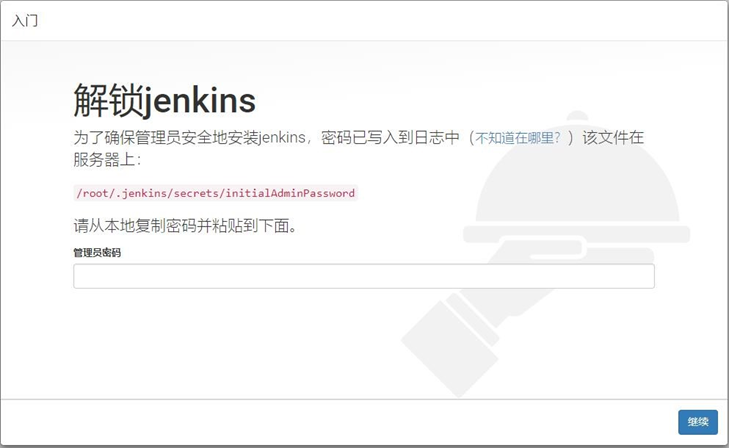 入门
解锁jenkins
为了确保管理员安全地安装jenkins，密码已写入到日志中（不知道在哪里？）该文件在
服务器上：
/root/.jenkins/secrets/initialAdminPassword
请从本地复制密码并粘贴到下面。
管理员密码
继续